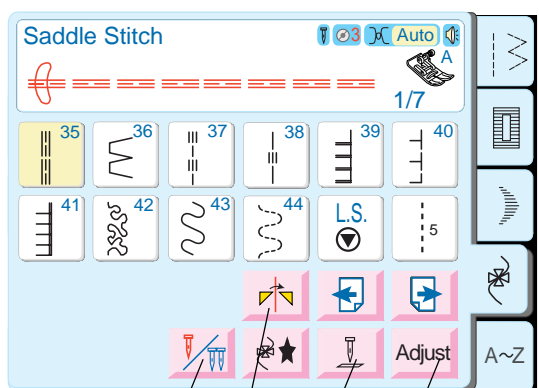 Saddle Stitch
3 Auto
A
1/7
35 36 37 38 39 40
41 42 43 44 L.S. 5
Adjust
A~Z